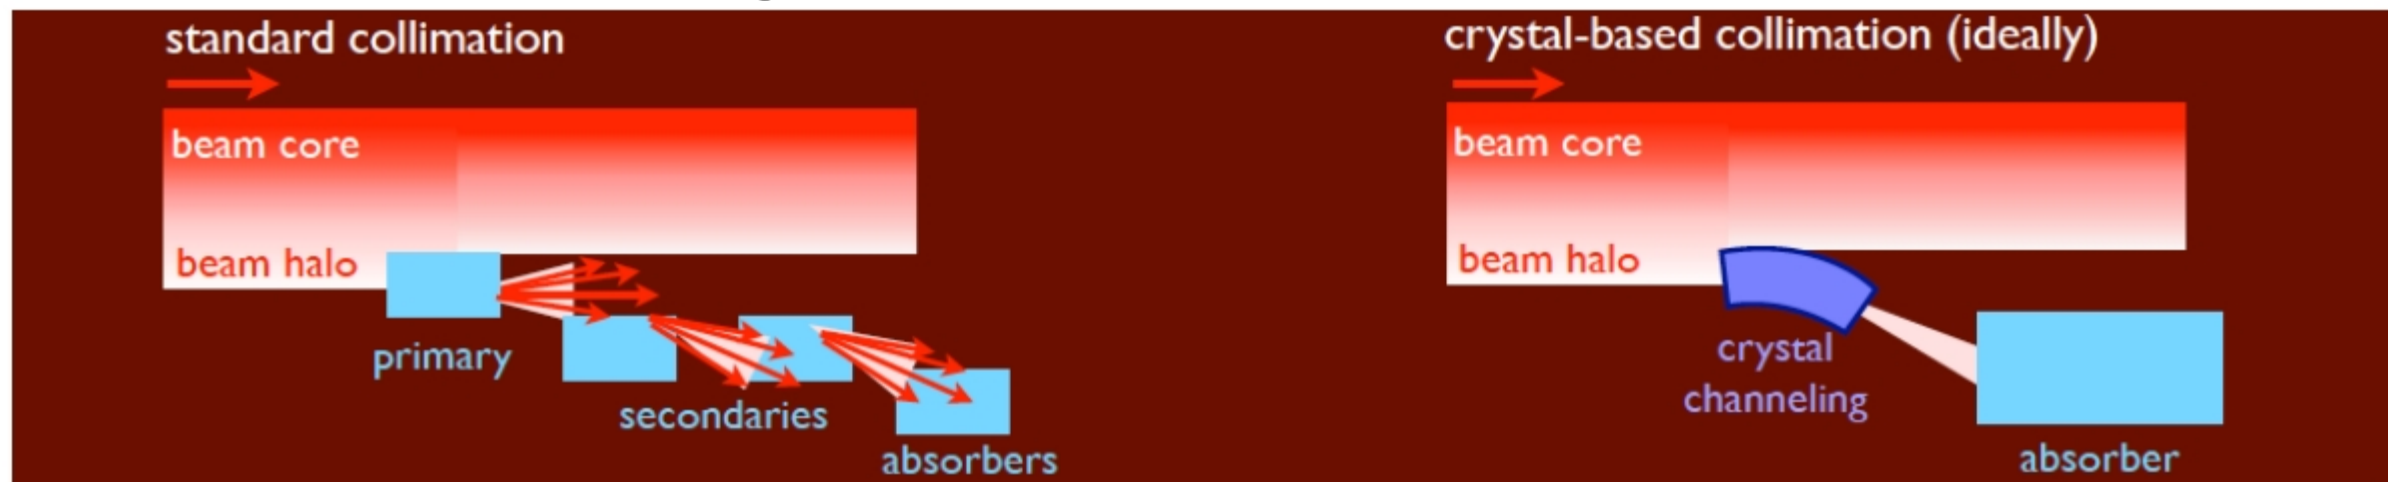 standard collimation
beam core
beam halo
primary
secondaries
absorbers
crystal-based collimation (ideally)
beam core
beam halo
crystal
channeling
absorber